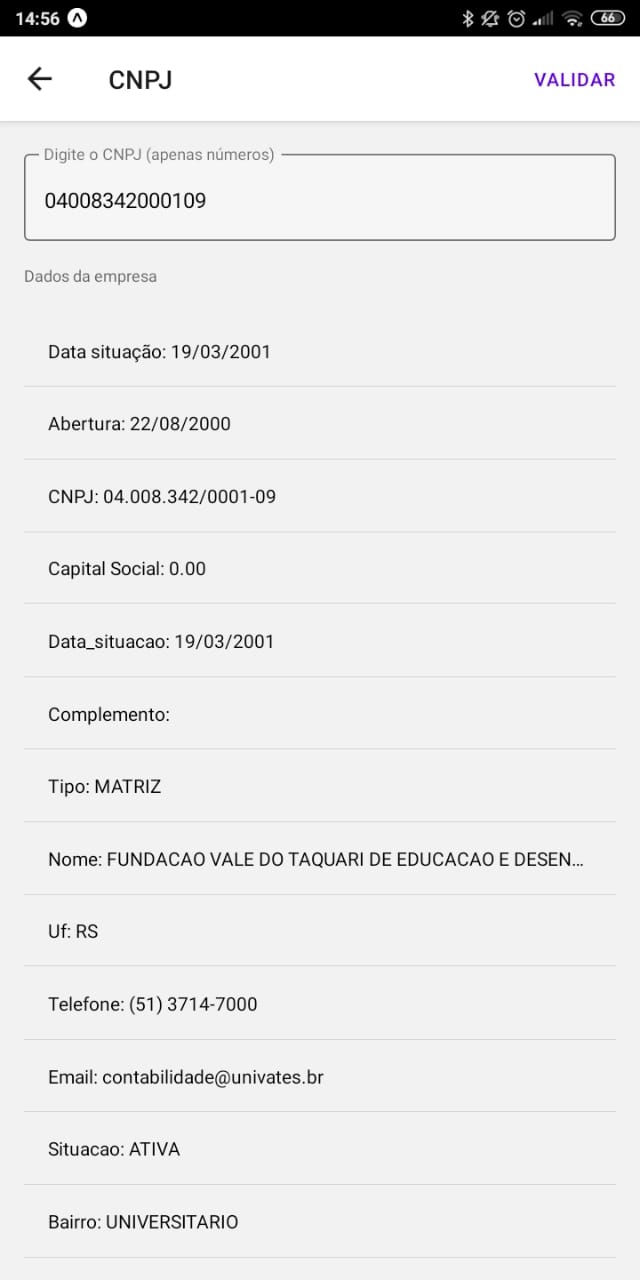 14:56
66
CNPJ
VALIDAR
Digite o CNPJ (apenas números)
04008342000109
Dados da empresa
Data situação: 19/03/2001
Abertura: 22/08/2000
CNPJ: 04.008.342/0001-09
Capital Social: 0.00
Data_situacao: 19/03/2001
Complemento:
Tipo: MATRIZ
Nome: FUNDACAO VALE DO TAQUARI DE EDUCACAO E DESEN...
Uf: RS
Telefone: (51) 3714-7000
Email: contabilidade@univates.br
Situacao: ATIVA
Bairro: UNIVERSITARIO